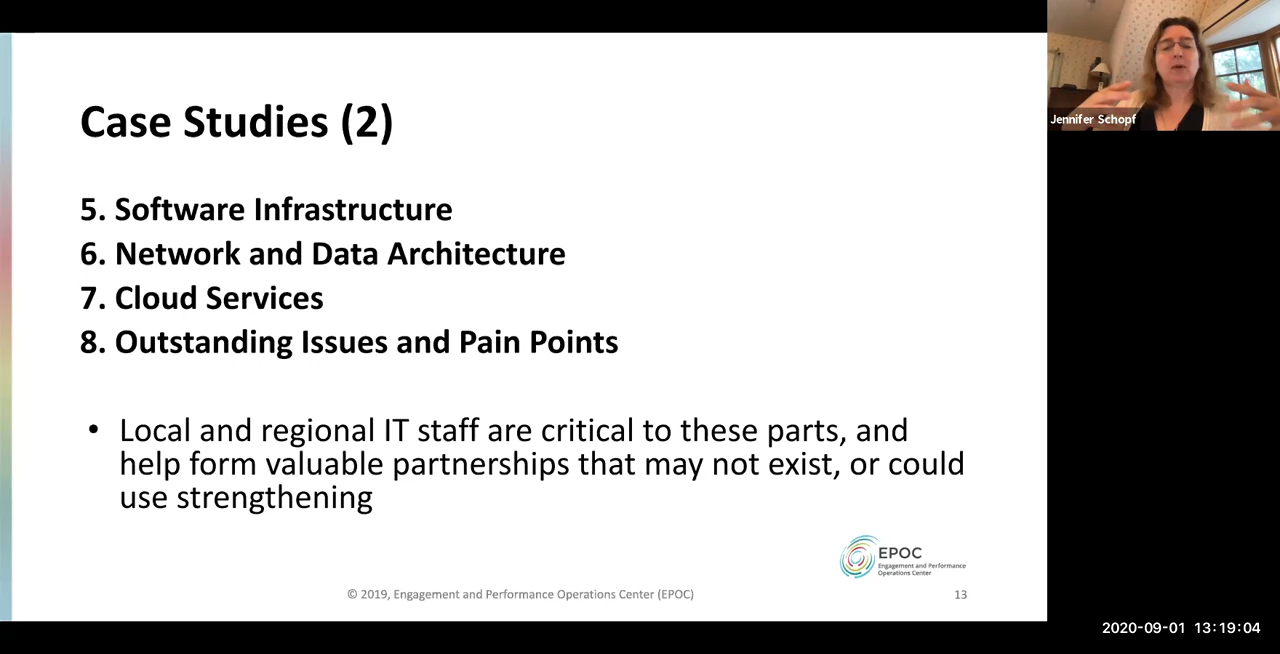 Case Studies (2)
5. Software Infrastructure
6. Network and Data Architecture
7. Cloud Services
8. Outstanding Issues and Pain Points
• Local and regional IT staff are critical to these parts, and
help form valuable partnerships that may not exist, or could
use strengthening
EPOC
Engagement and Performance
Operations Center
© 2019, Engagement and Performance Operations Center (EPOC)
13
Jennifer Schopf
2020-09-01 13:19:04